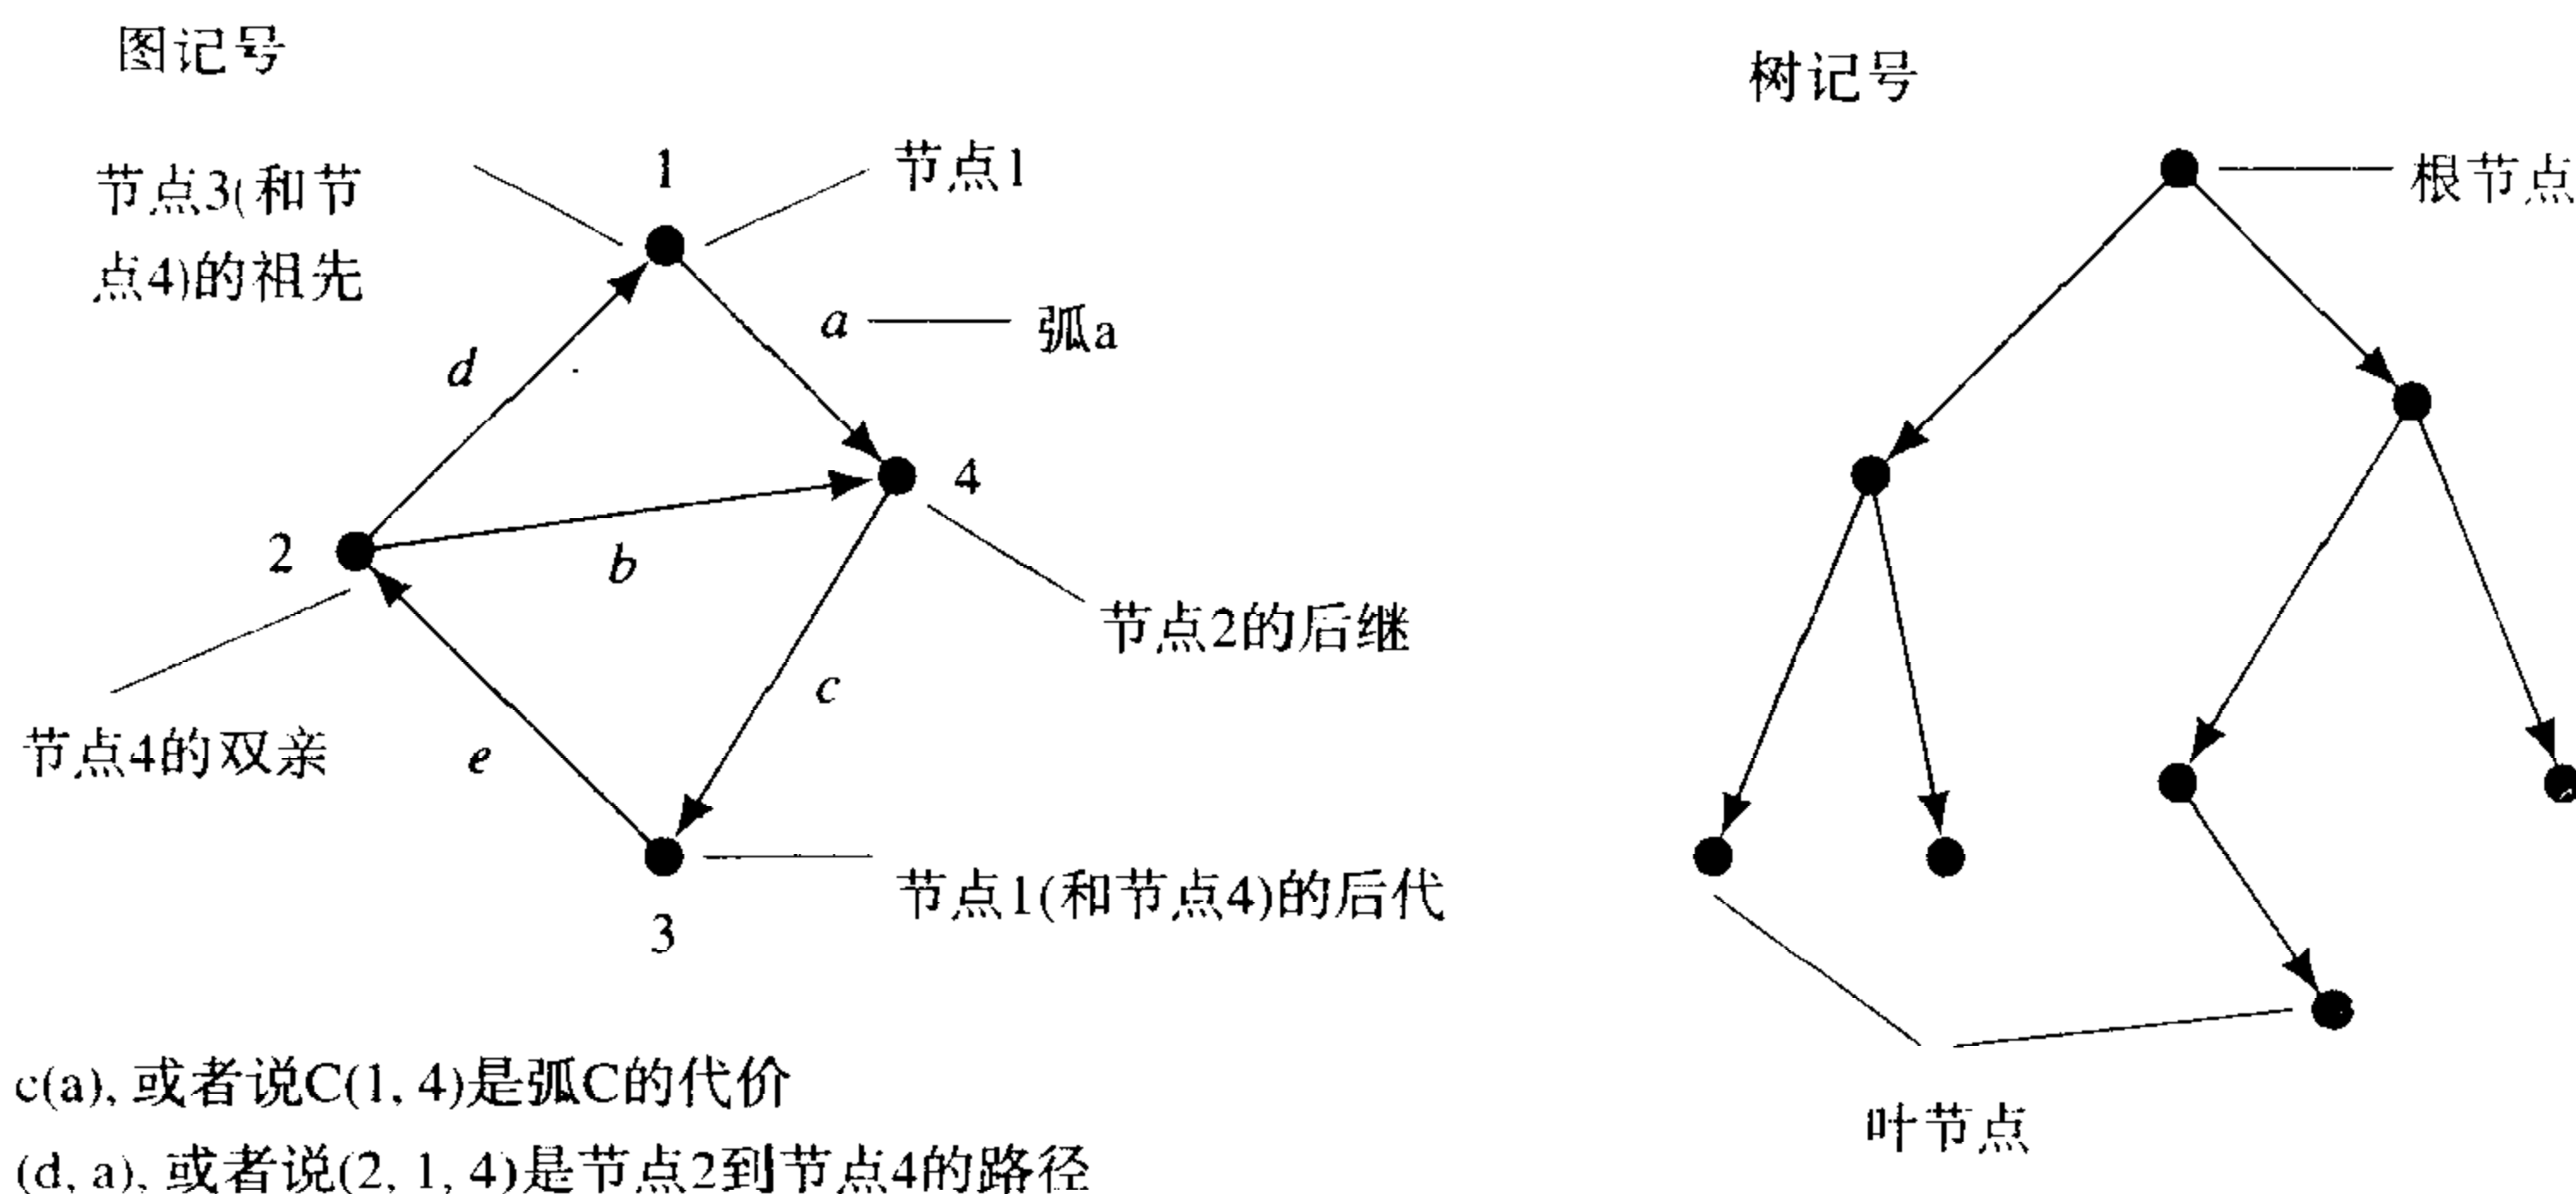 图记号
节点3(和节
点4)的祖先
1
节点1
a
弧a
d
4
2
b
节点2的后继
c
节点4的双亲
e
节点1(和节点4)的后代
3
c(a), 或者说C(1, 4)是弧C的代价
(d, a), 或者说(2, 1, 4)是节点2到节点4的路径
树记号
根节点
叶节点